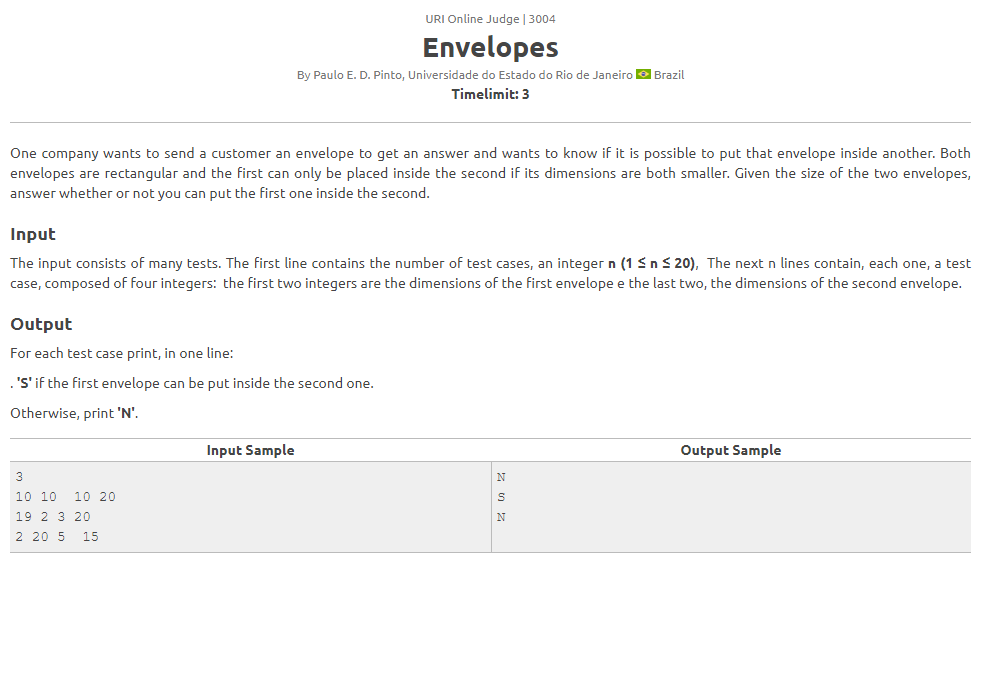 URI Online Judge | 3004
Envelopes
By Paulo E. D. Pinto, Universidade do Estado do Rio de Janeiro Brazil
Timelimit: 3
One company wants to send a customer an envelope to get an answer and wants to know if it is possible to put that envelope inside another. Both
envelopes are rectangular and the first can only be placed inside the second if its dimensions are both smaller. Given the size of the two envelopes,
answer whether or not you can put the first one inside the second.
Input
The input consists of many tests. The first line contains the number of test cases, an integer n (1 ≤ n ≤ 20), The next n lines contain, each one, a test
case, composed of four integers: the first two integers are the dimensions of the first envelope e the last two, the dimensions of the second envelope.
Output
For each test case print, in one line:
. 'S' if the first envelope can be put inside the second one.
Otherwise, print 'N'.
Input Sample
3
10 10  10 20
19 2 3 20
2 20 5  15
Output Sample
N
S
N